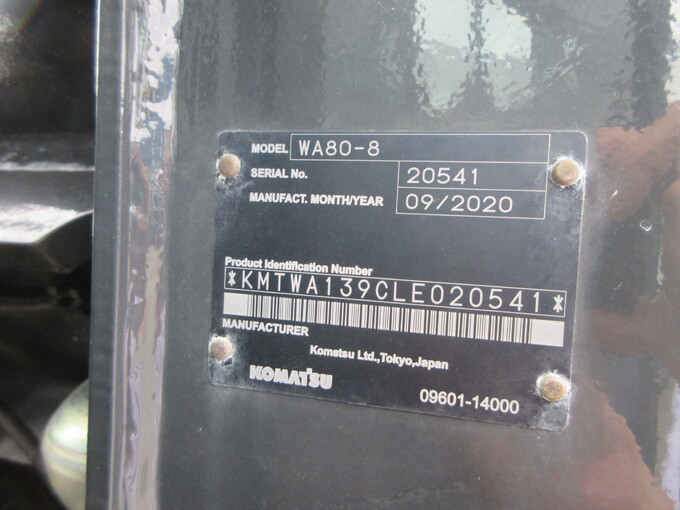 MODEL WA80-8
SERIAL No. 20541
MANUFACT. MONTH/YEAR 09/2020
Product Identification Number
*KMTWA139CLE020541*
MANUFACTURER
Komatsu Ltd.,Tokyo,Japan
KOMATSU
09601-14000